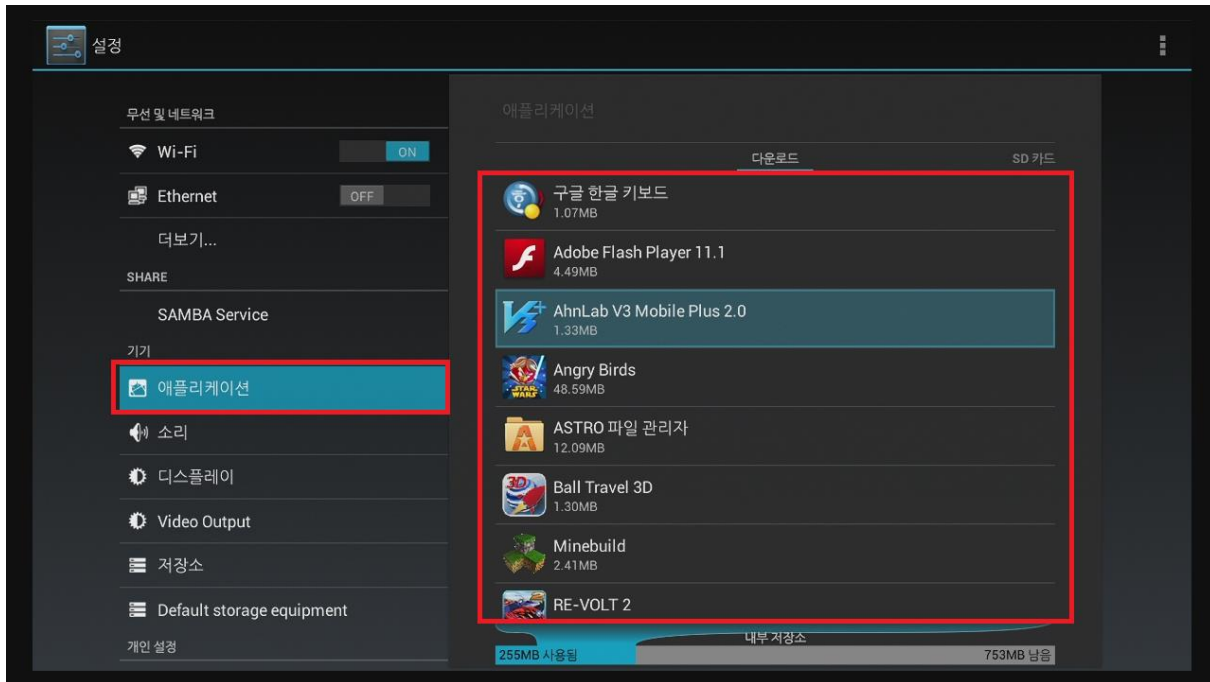 설정
무선 및 네트워크
Wi-Fi ON
Ethernet OFF
더보기...
SHARE
SAMBA Service
기기
애플리케이션
소리
디스플레이
Video Output
저장소
Default storage equipment
개인 설정
애플리케이션
다운로드 SD 카드
구글 한글 키보드
1.07MB
Adobe Flash Player 11.1
4.49MB
AhnLab V3 Mobile Plus 2.0
1.33MB
Angry Birds
48.59MB
ASTRO 파일 관리자
12.09MB
Ball Travel 3D
1.30MB
Minebuild
2.41MB
RE-VOLT 2
내부 저장소
255MB 사용됨 753MB 남음